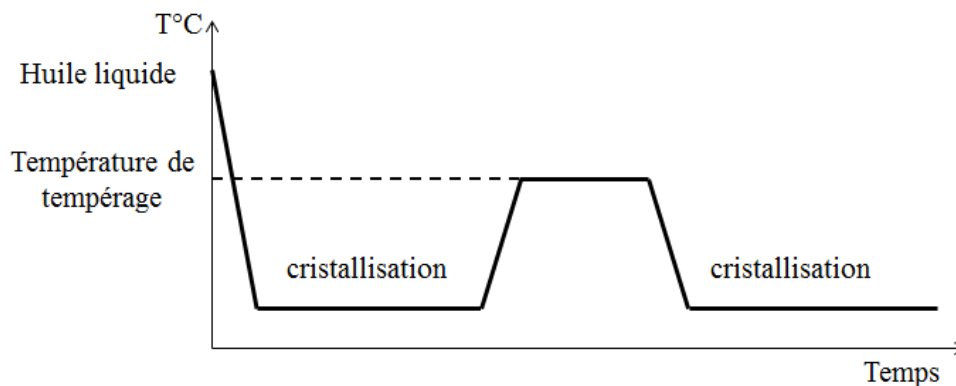 T°C
Huile liquide
Température de
tempérage
cristallisation
cristallisation
Temps